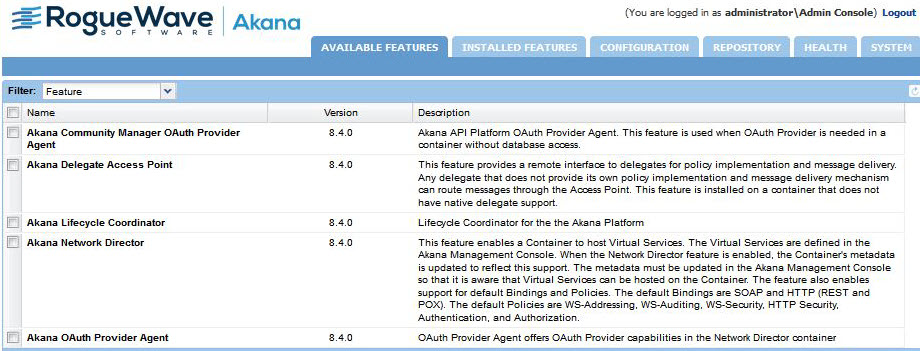 RogueWave
SOFTWARE
Akana
(You are logged in as administrator\Admin Console) Logout
AVAILABLE FEATURES INSTALLED FEATURES CONFIGURATION REPOSITORY HEALTH SYSTEM
Filter: Feature
Name Version Description
Akana Community Manager OAuth Provider
Agent
8.4.0
Akana API Platform OAuth Provider Agent. This feature is used when OAuth Provider is needed in a
container without database access.
Akana Delegate Access Point
8.4.0
This feature provides a remote interface to delegates for policy implementation and message delivery.
Any delegate that does not provide its own policy implementation and message delivery mechanism
can route messages through the Access Point. This feature is installed on a container that does not
have native delegate support.
Akana Lifecycle Coordinator
8.4.0
Lifecycle Coordinator for the the Akana Platform
Akana Network Director
8.4.0
This feature enables a Container to host Virtual Services. The Virtual Services are defined in the
Akana Management Console. When the Network Director feature is enabled, the Container's metadata
is updated to reflect this support. The metadata must be updated in the Akana Management Console
so that it is aware that Virtual Services can be hosted on the Container. The feature also enables
support for default Bindings and Policies. The default Bindings are SOAP and HTTP (REST and
POX). The default Policies are WS-Addressing, WS-Auditing, WS-Security, HTTP Security,
Authentication, and Authorization.
Akana OAuth Provider Agent
8.4.0
OAuth Provider Agent offers OAuth Provider capabilities in the Network Director container